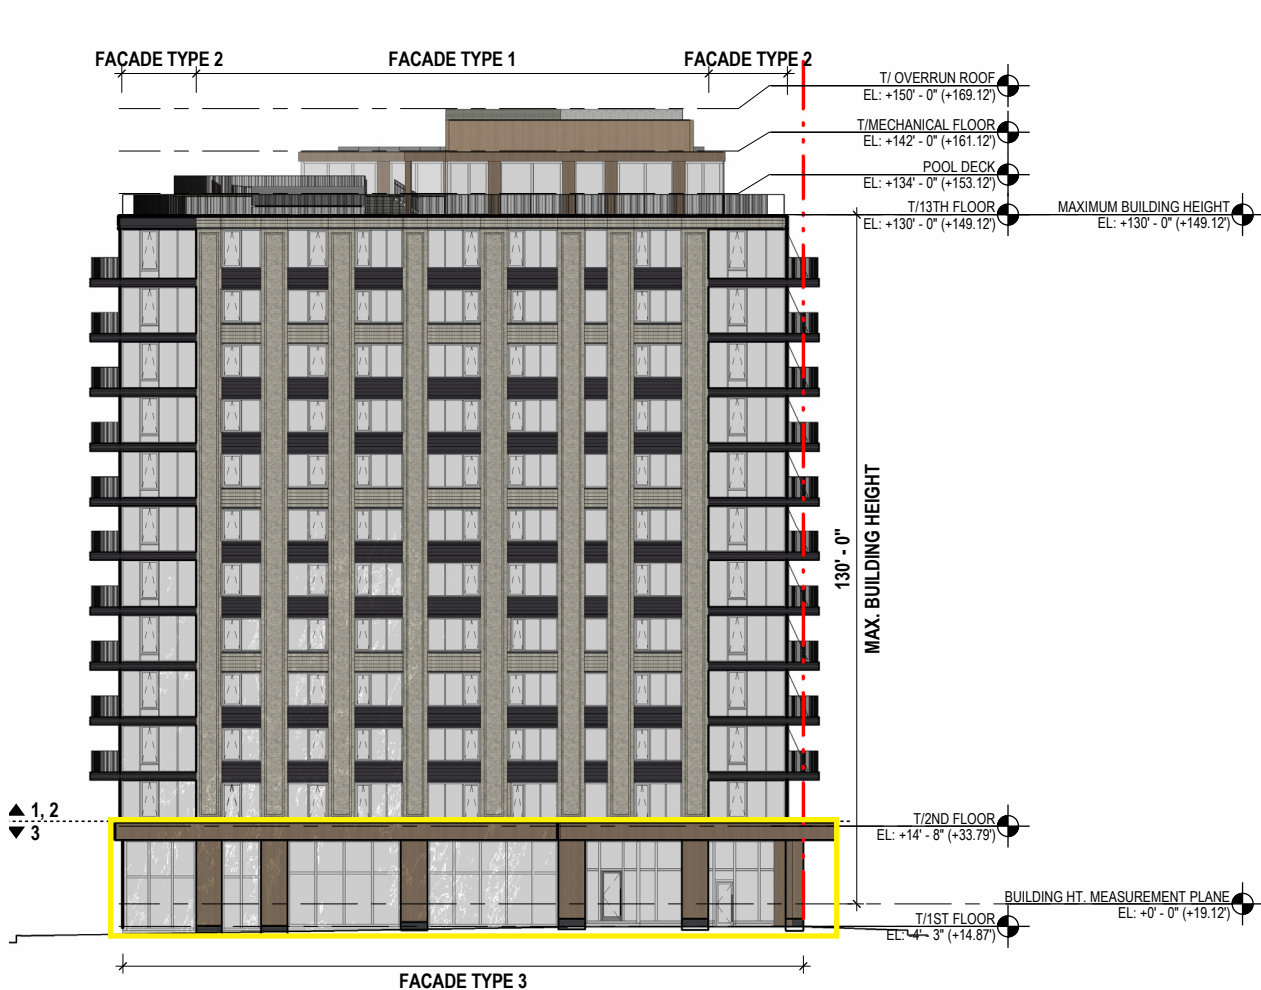 FACADE TYPE 2
FACADE TYPE 1
FACADE TYPE 2
T/ OVERRUN ROOF
EL: +150' - 0" (+169.12')
T/MECHANICAL FLOOR
EL: +142' - 0" (+161.12')
POOL DECK
EL: +134' - 0" (+153.12')
T/13TH FLOOR
EL: +130' - 0" (+149.12')
MAXIMUM BUILDING HEIGHT
EL: +130' - 0" (+149.12')
130' - 0"
MAX. BUILDING HEIGHT
1, 2
3
T/2ND FLOOR
EL: +14' - 8" (+33.79')
BUILDING HT. MEASUREMENT PLANE
EL: +0' - 0" (+19.12')
T/1ST FLOOR
EL: -4' - 3" (+14.87')
FACADE TYPE 3